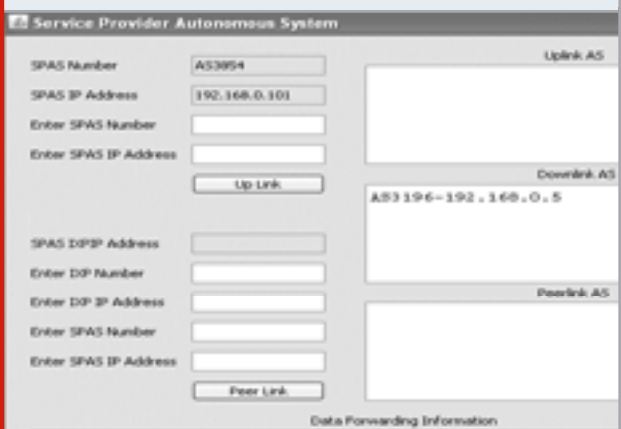 Service Provider Autonomous System
SPAS Number
AS3854
SPAS IP Address
192.168.0.101
Enter SPAS Number
Enter SPAS IP Address
Up Link
SPAS IXPIP Address
Enter IXP Number
Enter IXP IP Address
Enter SPAS Number
Enter SPAS IP Address
Peer Link
Uplink AS
Downlink AS
AS3196-192.168.0.5
Peerlink AS
Data Forwarding Information